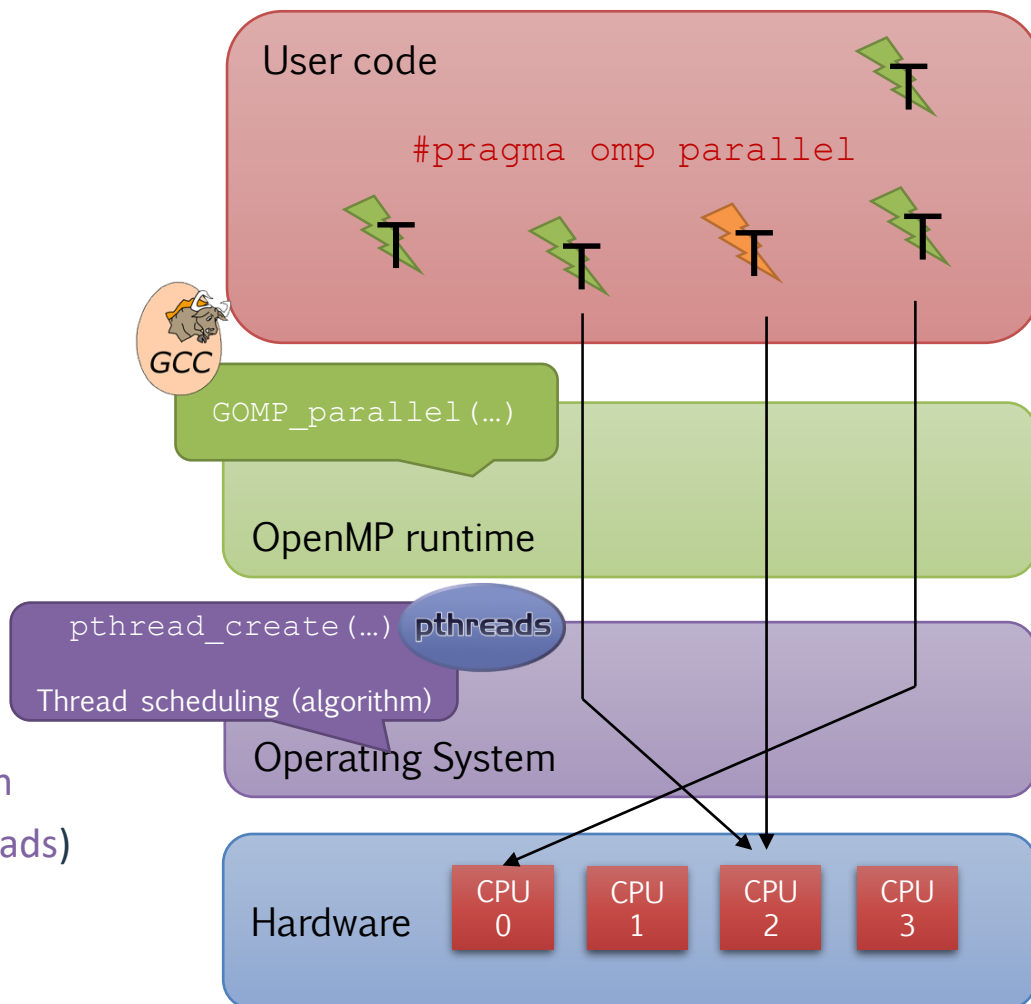 User code
T
#pragma omp parallel
T T T T
GCC
GOMP_parallel(…)
OpenMP runtime
pthread_create(…) pthreads
Thread scheduling (algorithm)
Operating System
ads)
Hardware
CPU 0
CPU 1
CPU 2
CPU 3